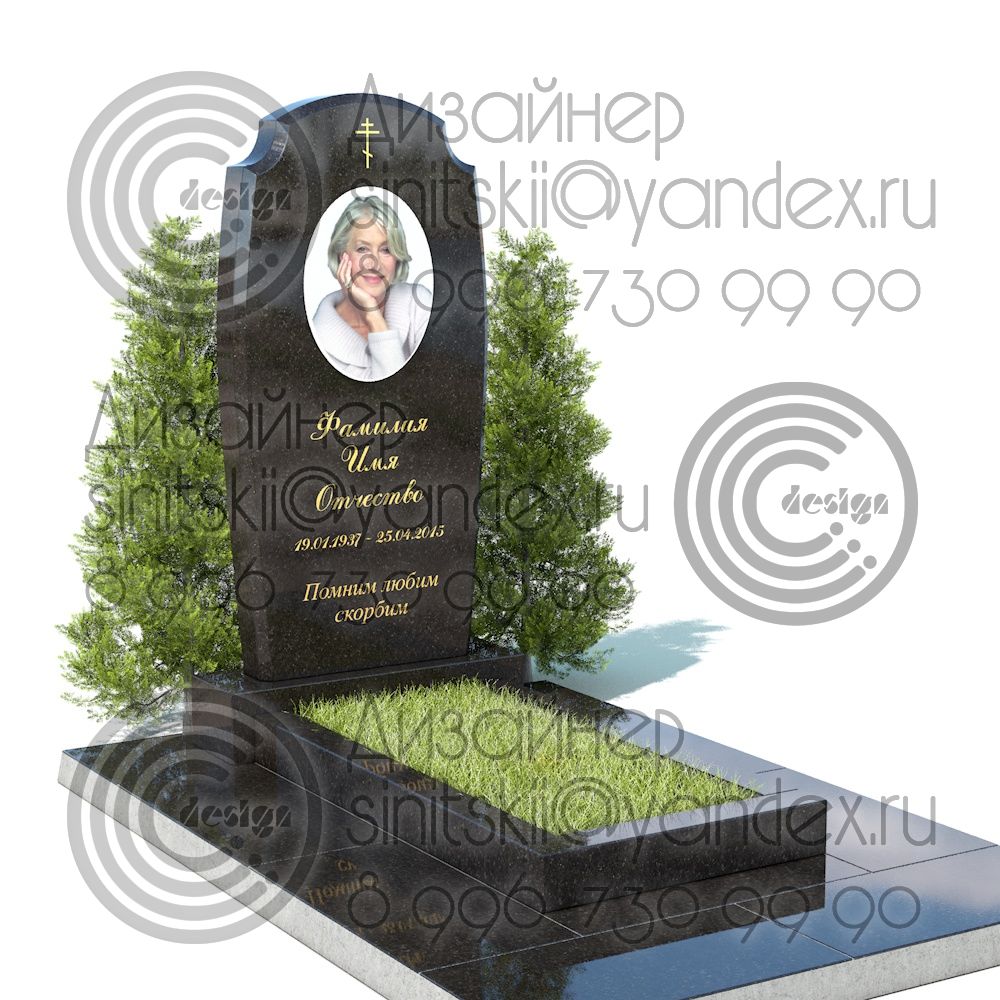 Дизайнер
sinitskii@yandex.ru
8 996 730 99 90
design
Фамилия
Имя
Отчество
19.01.1937 - 25.04.2015
Помним любим
скорбим
Дизайнер
sinitskii@yandex.ru
8 996 730 99 90
design
Дизайнер
sinitskii@yandex.ru
8 996 730 99 90
design